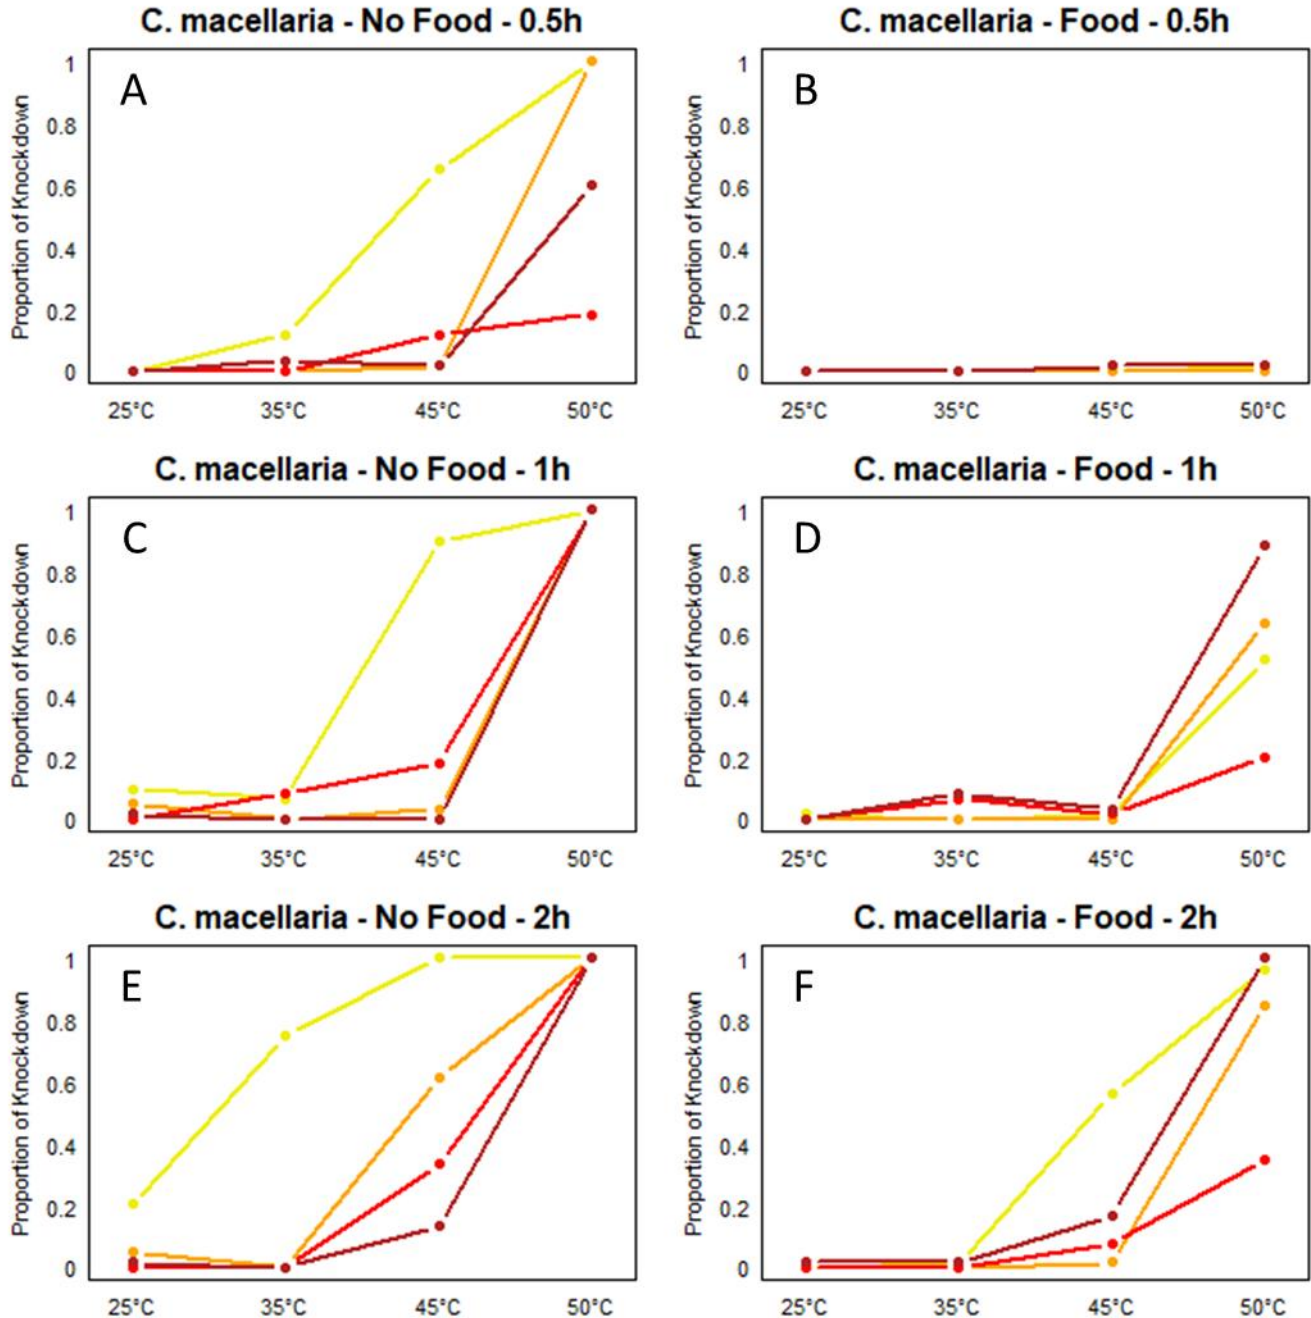 C. macellaria - No Food - 0.5h
A
Proportion of Knockdown
1
0.8
0.6
0.4
0.2
0
25°C 35°C 45°C 50°C
C. macellaria - Food - 0.5h
B
Proportion of Knockdown
1
0.8
0.6
0.4
0.2
0
25°C 35°C 45°C 50°C
C. macellaria - No Food - 1h
C
Proportion of Knockdown
1
0.8
0.6
0.4
0.2
0
25°C 35°C 45°C 50°C
C. macellaria - Food - 1h
D
Proportion of Knockdown
1
0.8
0.6
0.4
0.2
0
25°C 35°C 45°C 50°C
C. macellaria - No Food - 2h
E
Proportion of Knockdown
1
0.8
0.6
0.4
0.2
0
25°C 35°C 45°C 50°C
C. macellaria - Food - 2h
F
Proportion of Knockdown
1
0.8
0.6
0.4
0.2
0
25°C 35°C 45°C 50°C